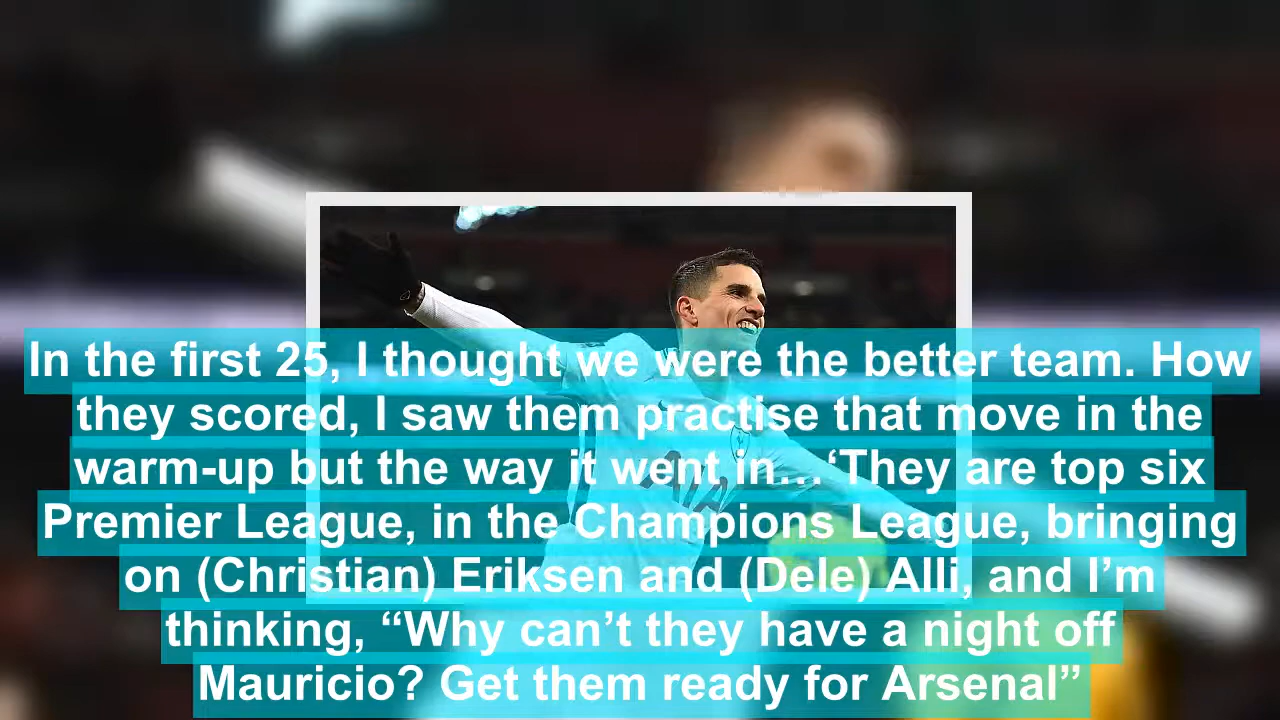 In the first 25, I thought we were the better team. How
they scored, I saw them practise that move in the
warm-up but the way it went in…‘They are top six
Premier League, in the Champions League, bringing
on (Christian) Eriksen and (Dele) Alli, and I’m
thinking, “Why can’t they have a night off
Mauricio? Get them ready for Arsenal”
AIA